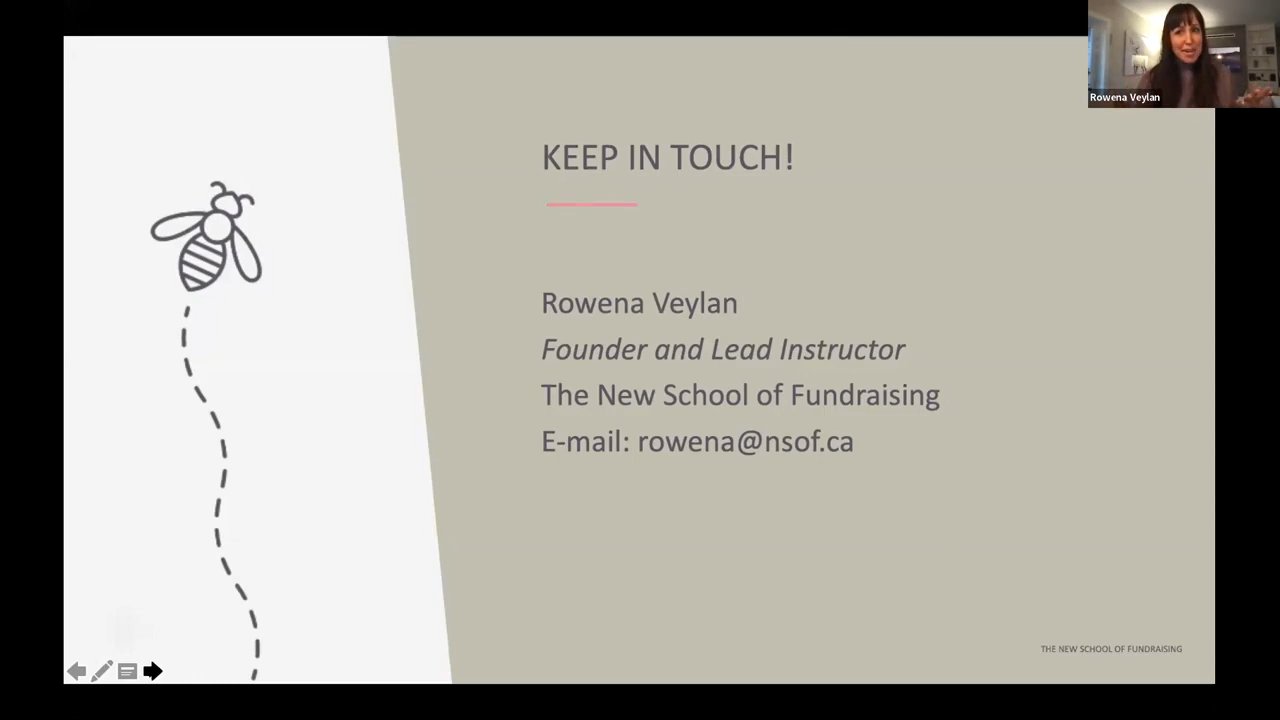 Rowena Veylan
KEEP IN TOUCH!
Rowena Veylan
Founder and Lead Instructor
The New School of Fundraising
E-mail: rowena@nsof.ca
THE NEW SCHOOL OF FUNDRAISING